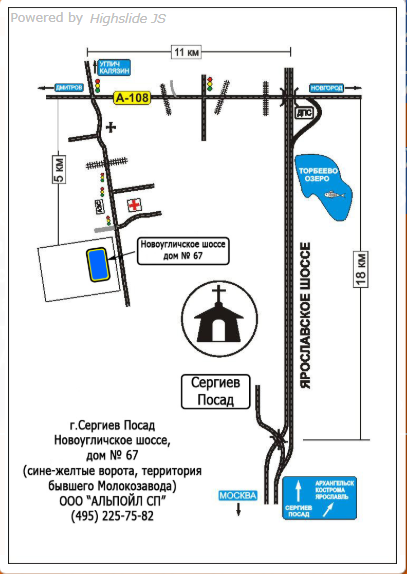 Powered by Highslide JS
11 км
УГЛИЧ
КАЛЯЗИН
ДМИТРОВ
А-108
НОВГОРОД
ДПС
5 км
АЗС
ТОРБЕЕВО
ОЗЕРО
Новоугличское шоссе
дом № 67
ЯРОСЛАВСКОЕ ШОССЕ
18 км
Сергиев
Посад
г.Сергиев Посад
Новоугличское шоссе,
дом № 67
(сине-желтые ворота, территория
бывшего Молокозавода)
ООО "АЛЬПОЙЛ СП"
(495) 225-75-82
МОСКВА
АРХАНГЕЛЬСК
КОСТРОМА
ЯРОСЛАВЛЬ
СЕРГИЕВ
ПОСАД